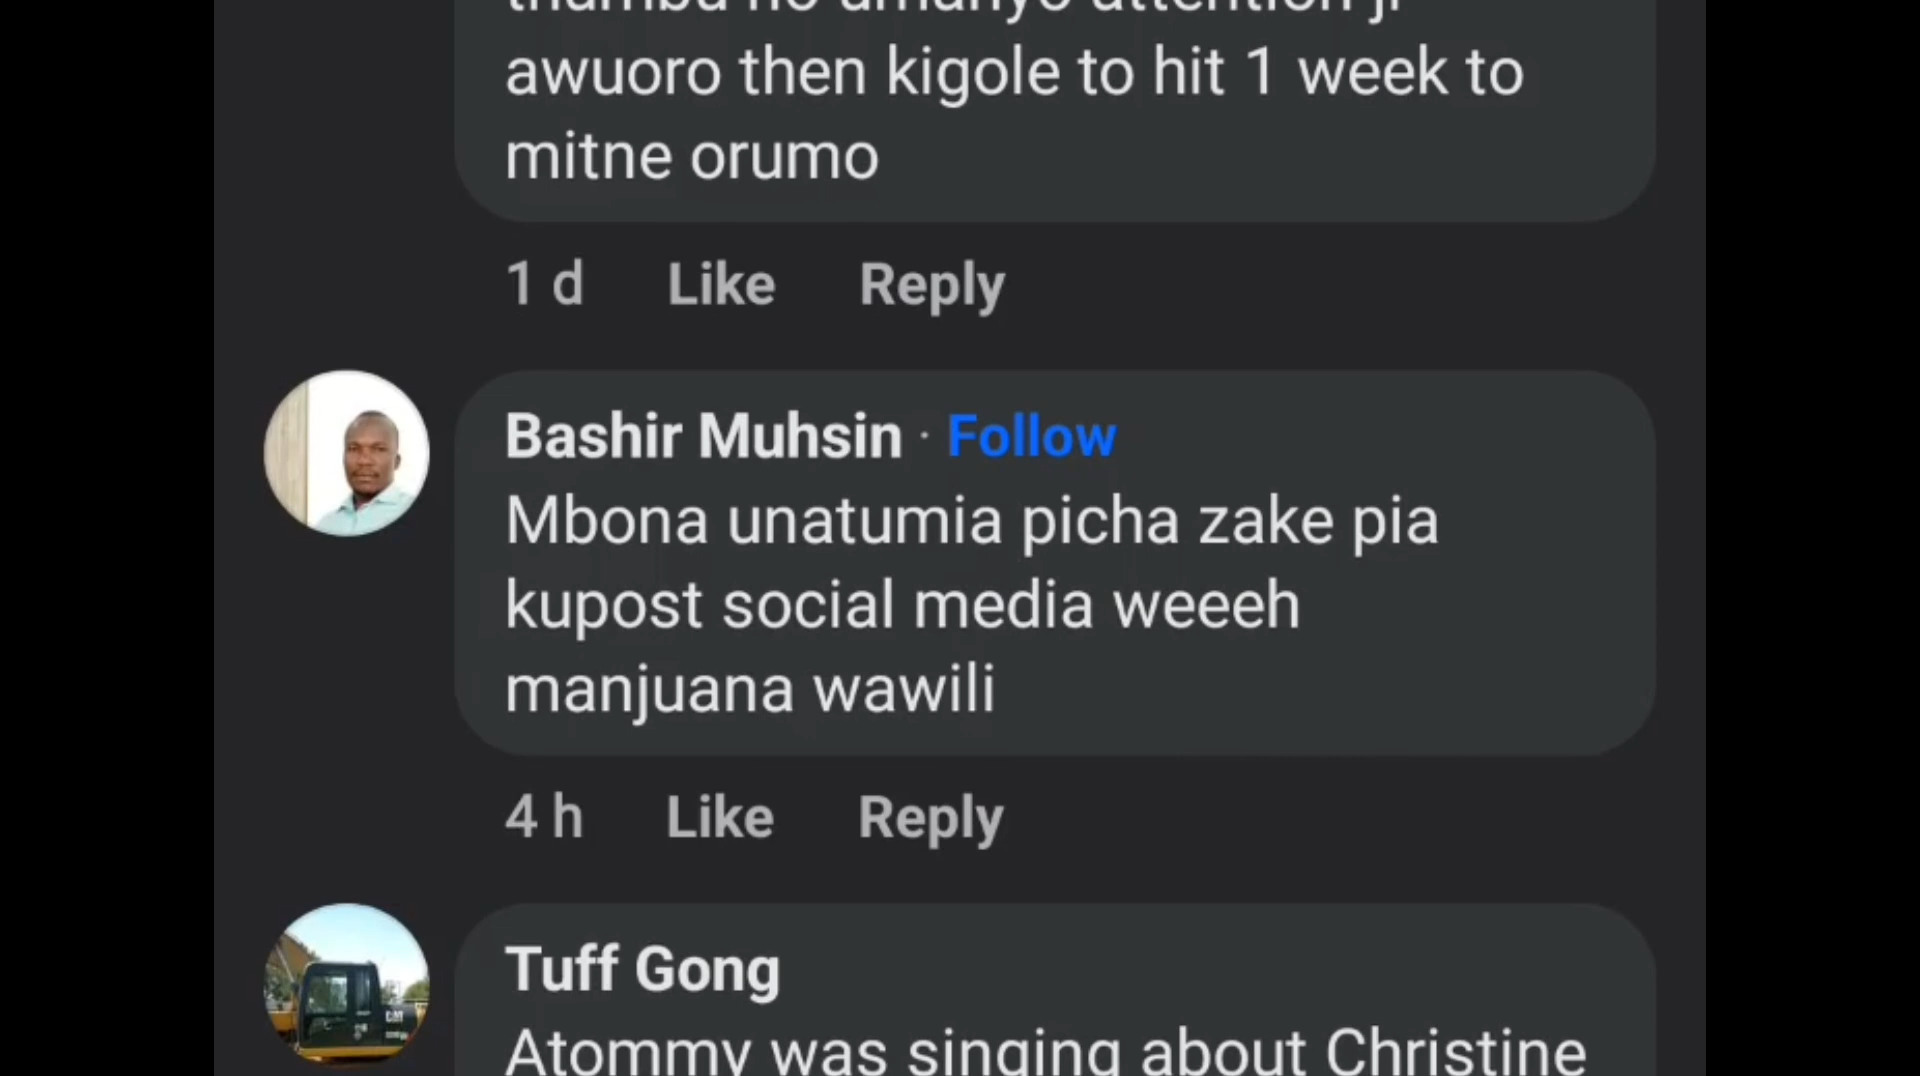 awuoro then kigole to hit 1 week to
mitne orumo
1 d Like Reply
Bashir Muhsin · Follow
Mbona unatumia picha zake pia
kupost social media weeeh
manjuana wawili
4 h Like Reply
Tuff Gong
Atommy was singing about Christine